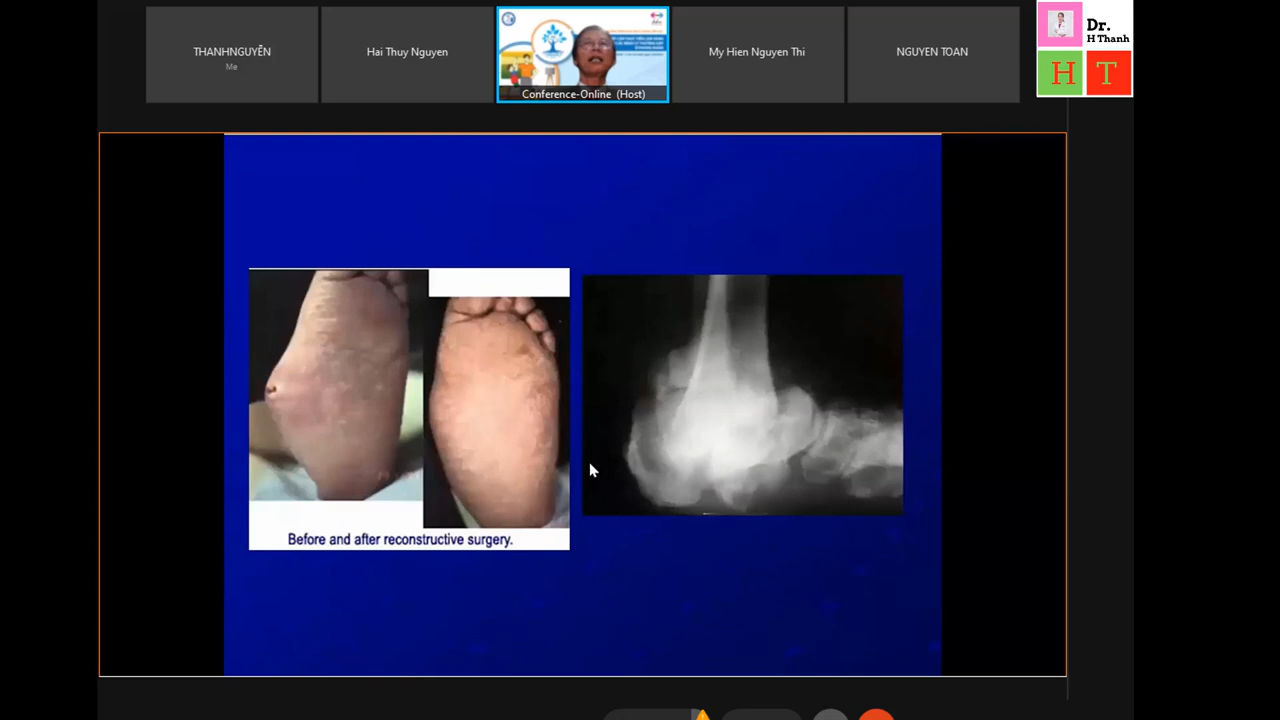 THANHNGUYỄN
Me
Hai Thuy Nguyen
Conference-Online (Host)
My Hien Nguyen Thi
NGUYEN TOAN
Dr.
H Thanh
H T
Before and after reconstructive surgery.